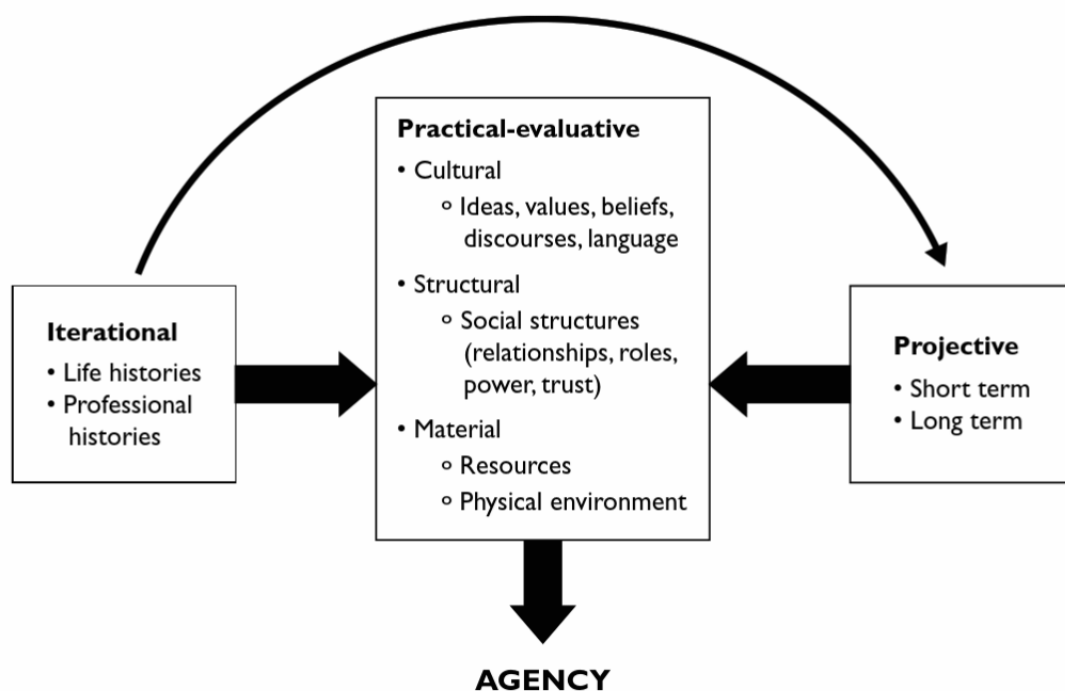 Iterational
• Life histories
• Professional
histories
Practical-evaluative
• Cultural
o Ideas, values, beliefs,
discourses, language
• Structural
o Social structures
(relationships, roles,
power, trust)
• Material
o Resources
o Physical environment
Projective
• Short term
• Long term
AGENCY